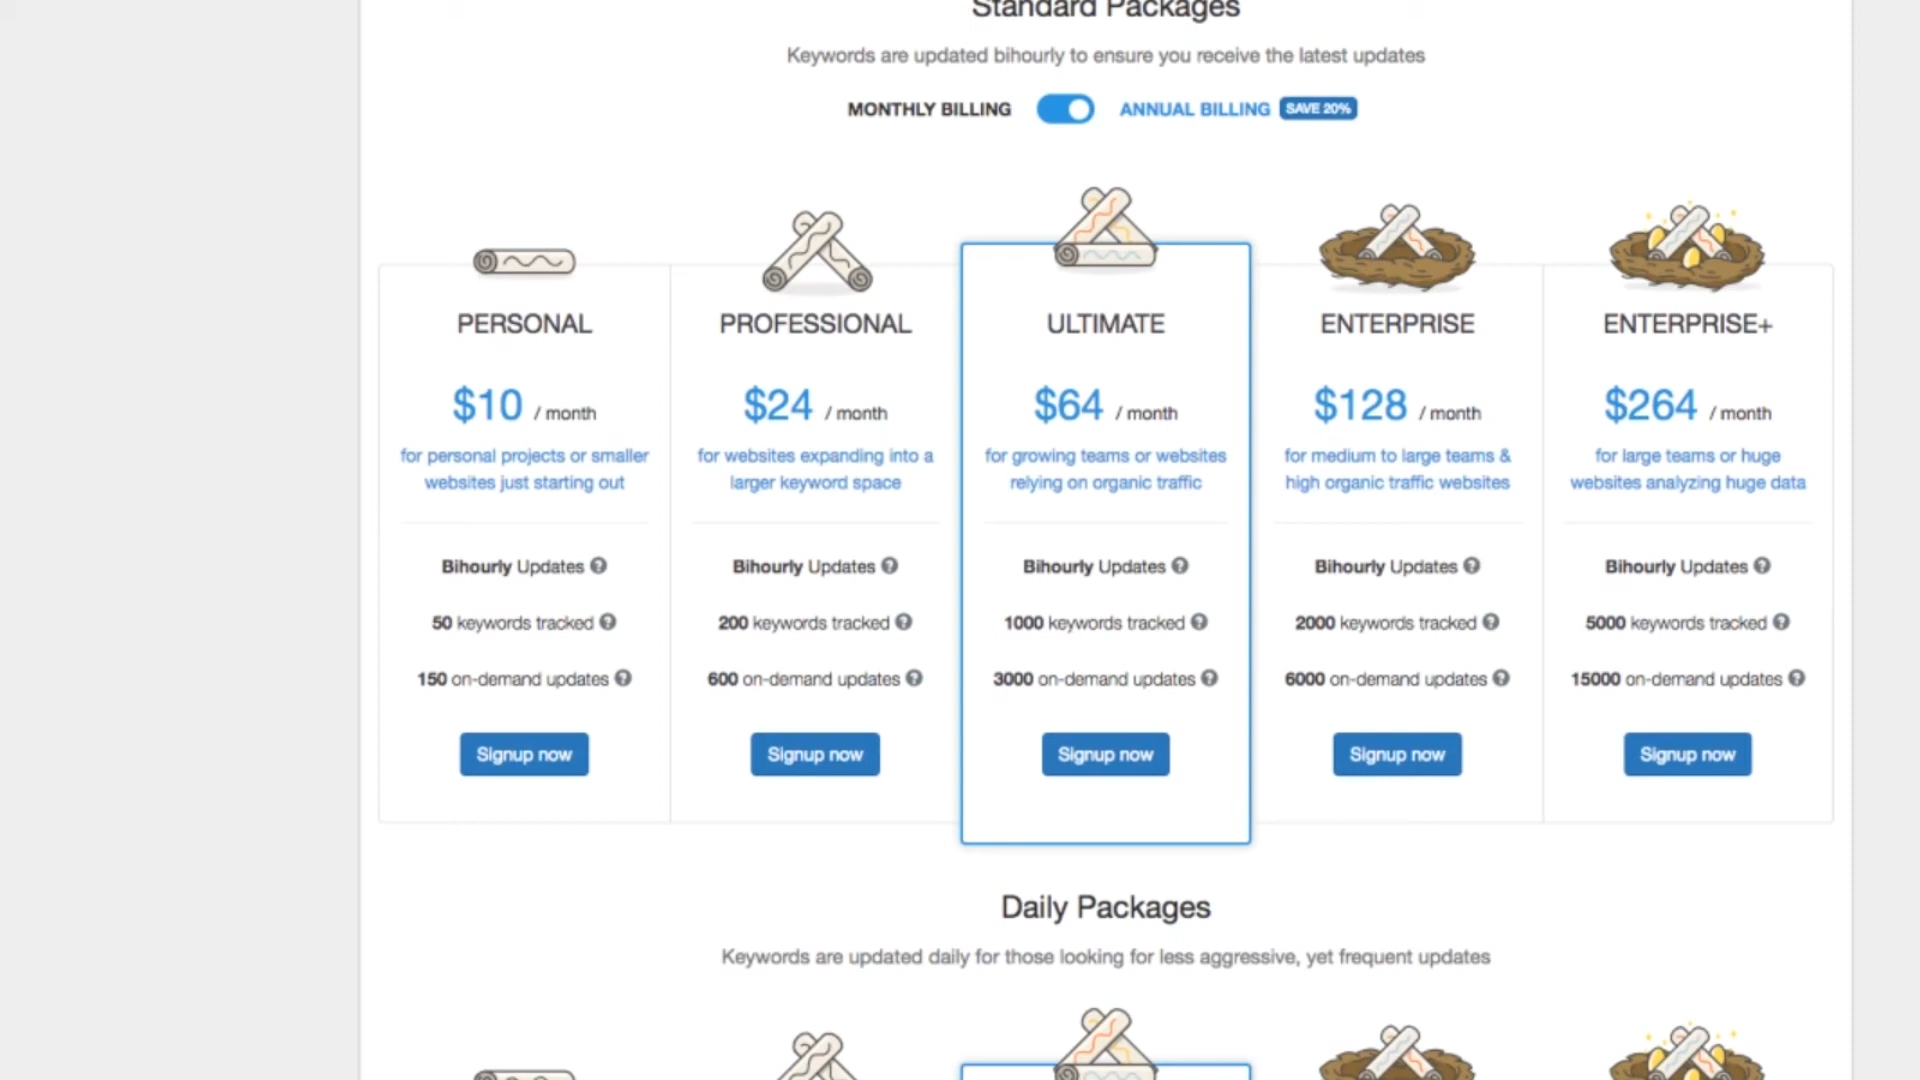 Standard Packages
Keywords are updated bihourly to ensure you receive the latest updates
MONTHLY BILLING ANNUAL BILLING SAVE 20%
PERSONAL
$10 / month
for personal projects or smaller
websites just starting out
Bihourly Updates
50 keywords tracked
150 on-demand updates
Signup now
PROFESSIONAL
$24 / month
for websites expanding into a
larger keyword space
Bihourly Updates
200 keywords tracked
600 on-demand updates
Signup now
ULTIMATE
$64 / month
for growing teams or websites
relying on organic traffic
Bihourly Updates
1000 keywords tracked
3000 on-demand updates
Signup now
ENTERPRISE
$128 / month
for medium to large teams &
high organic traffic websites
Bihourly Updates
2000 keywords tracked
6000 on-demand updates
Signup now
ENTERPRISE+
$264 / month
for large teams or huge
websites analyzing huge data
Bihourly Updates
5000 keywords tracked
15000 on-demand updates
Signup now
Daily Packages
Keywords are updated daily for those looking for less aggressive, yet frequent updates